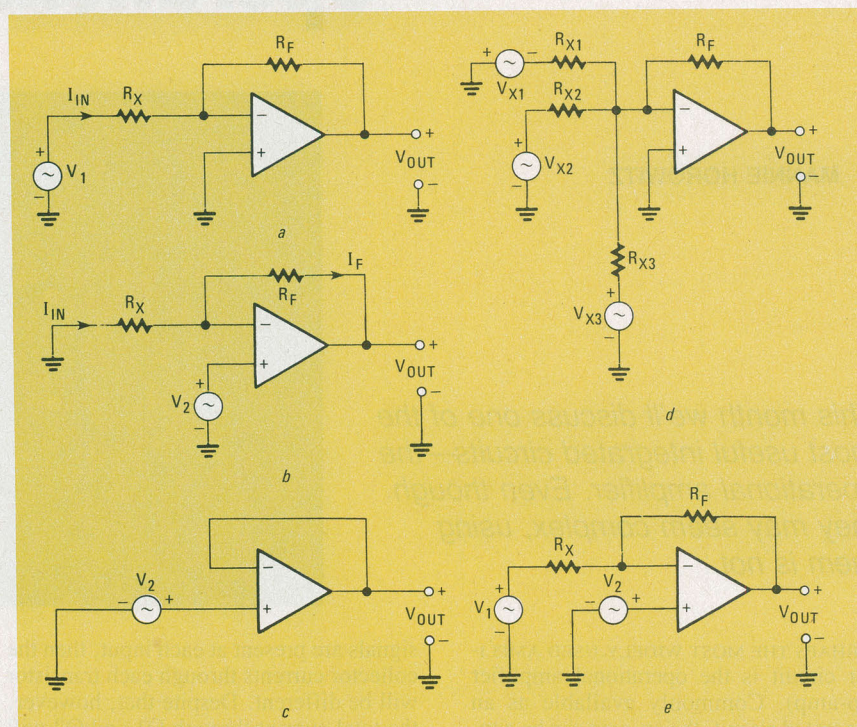 R_F
I_IN
R_X
V_1
+
−
−
+
+
V_OUT
−
a
I_F
R_F
I_IN
R_X
−
+
V_2
+
−
+
V_OUT
−
b
V_2
−
+
−
+
+
V_OUT
−
c
+
−
R_X1
V_X1
R_X2
R_F
+
−
V_X2
−
+
+
V_OUT
−
R_X3
+
V_X3
−
d
R_F
R_X
V_2
V_1
+
−
−
+
−
+
+
V_OUT
−
e